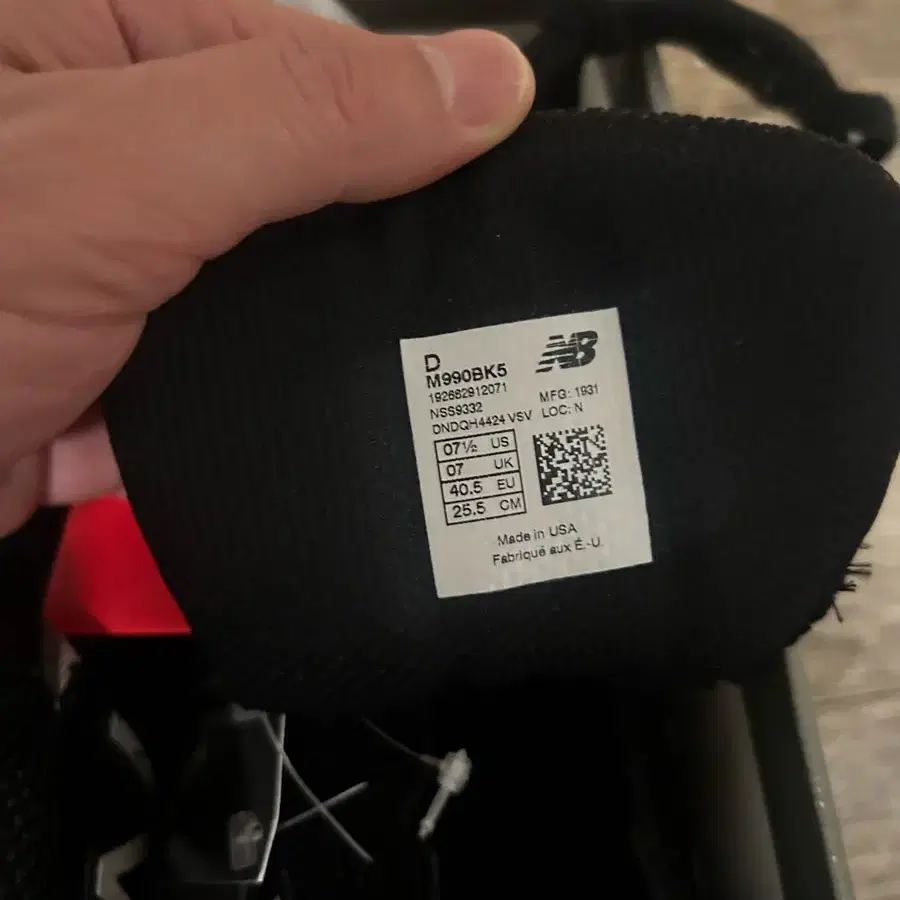 D
NB
M990BK5
192662912071
NSS9332
MFG: 1931
DNDQH4424 VSV
LOC: N
07½ US
07 UK
40.5 EU
25.5 CM
Made in USA
Fabriqué aux É.-U.